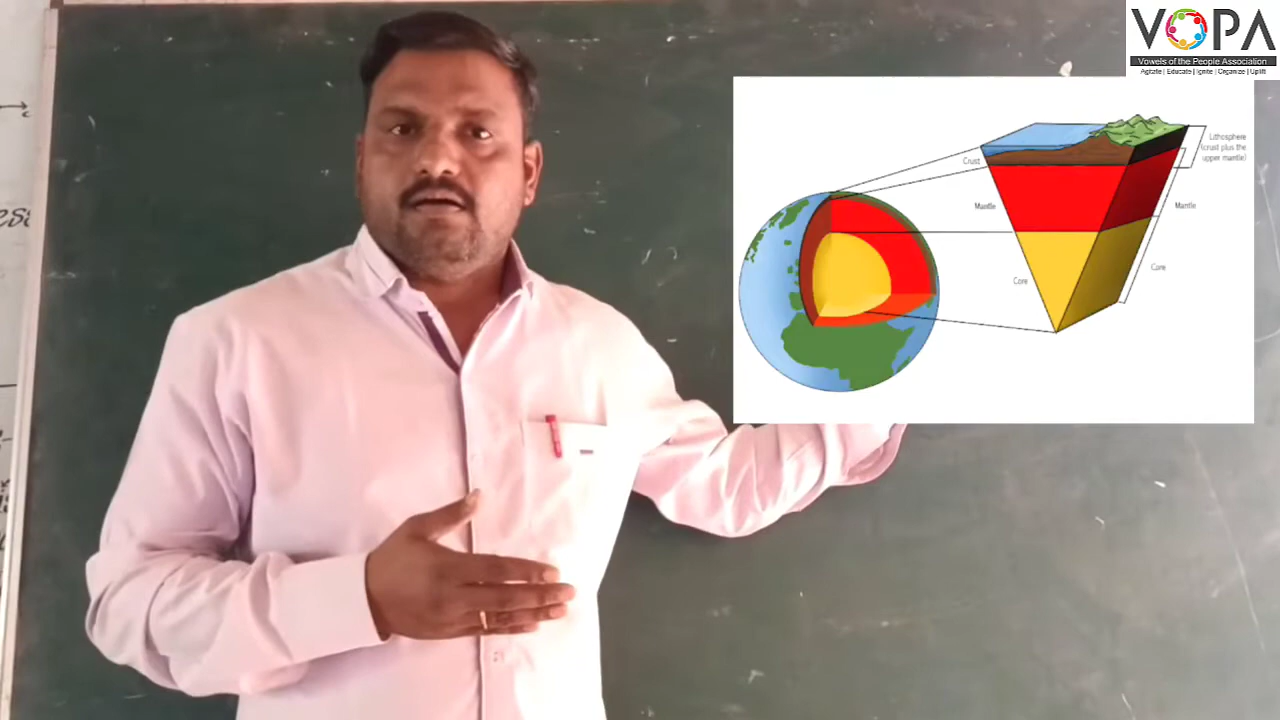 VOPA
Vowels of the People Association
Agitate | Educate | Ignite | Organize | Uplift
Lithosphere
(crust plus the
upper mantle)
Crust
Mantle
Mantle
Core
Core